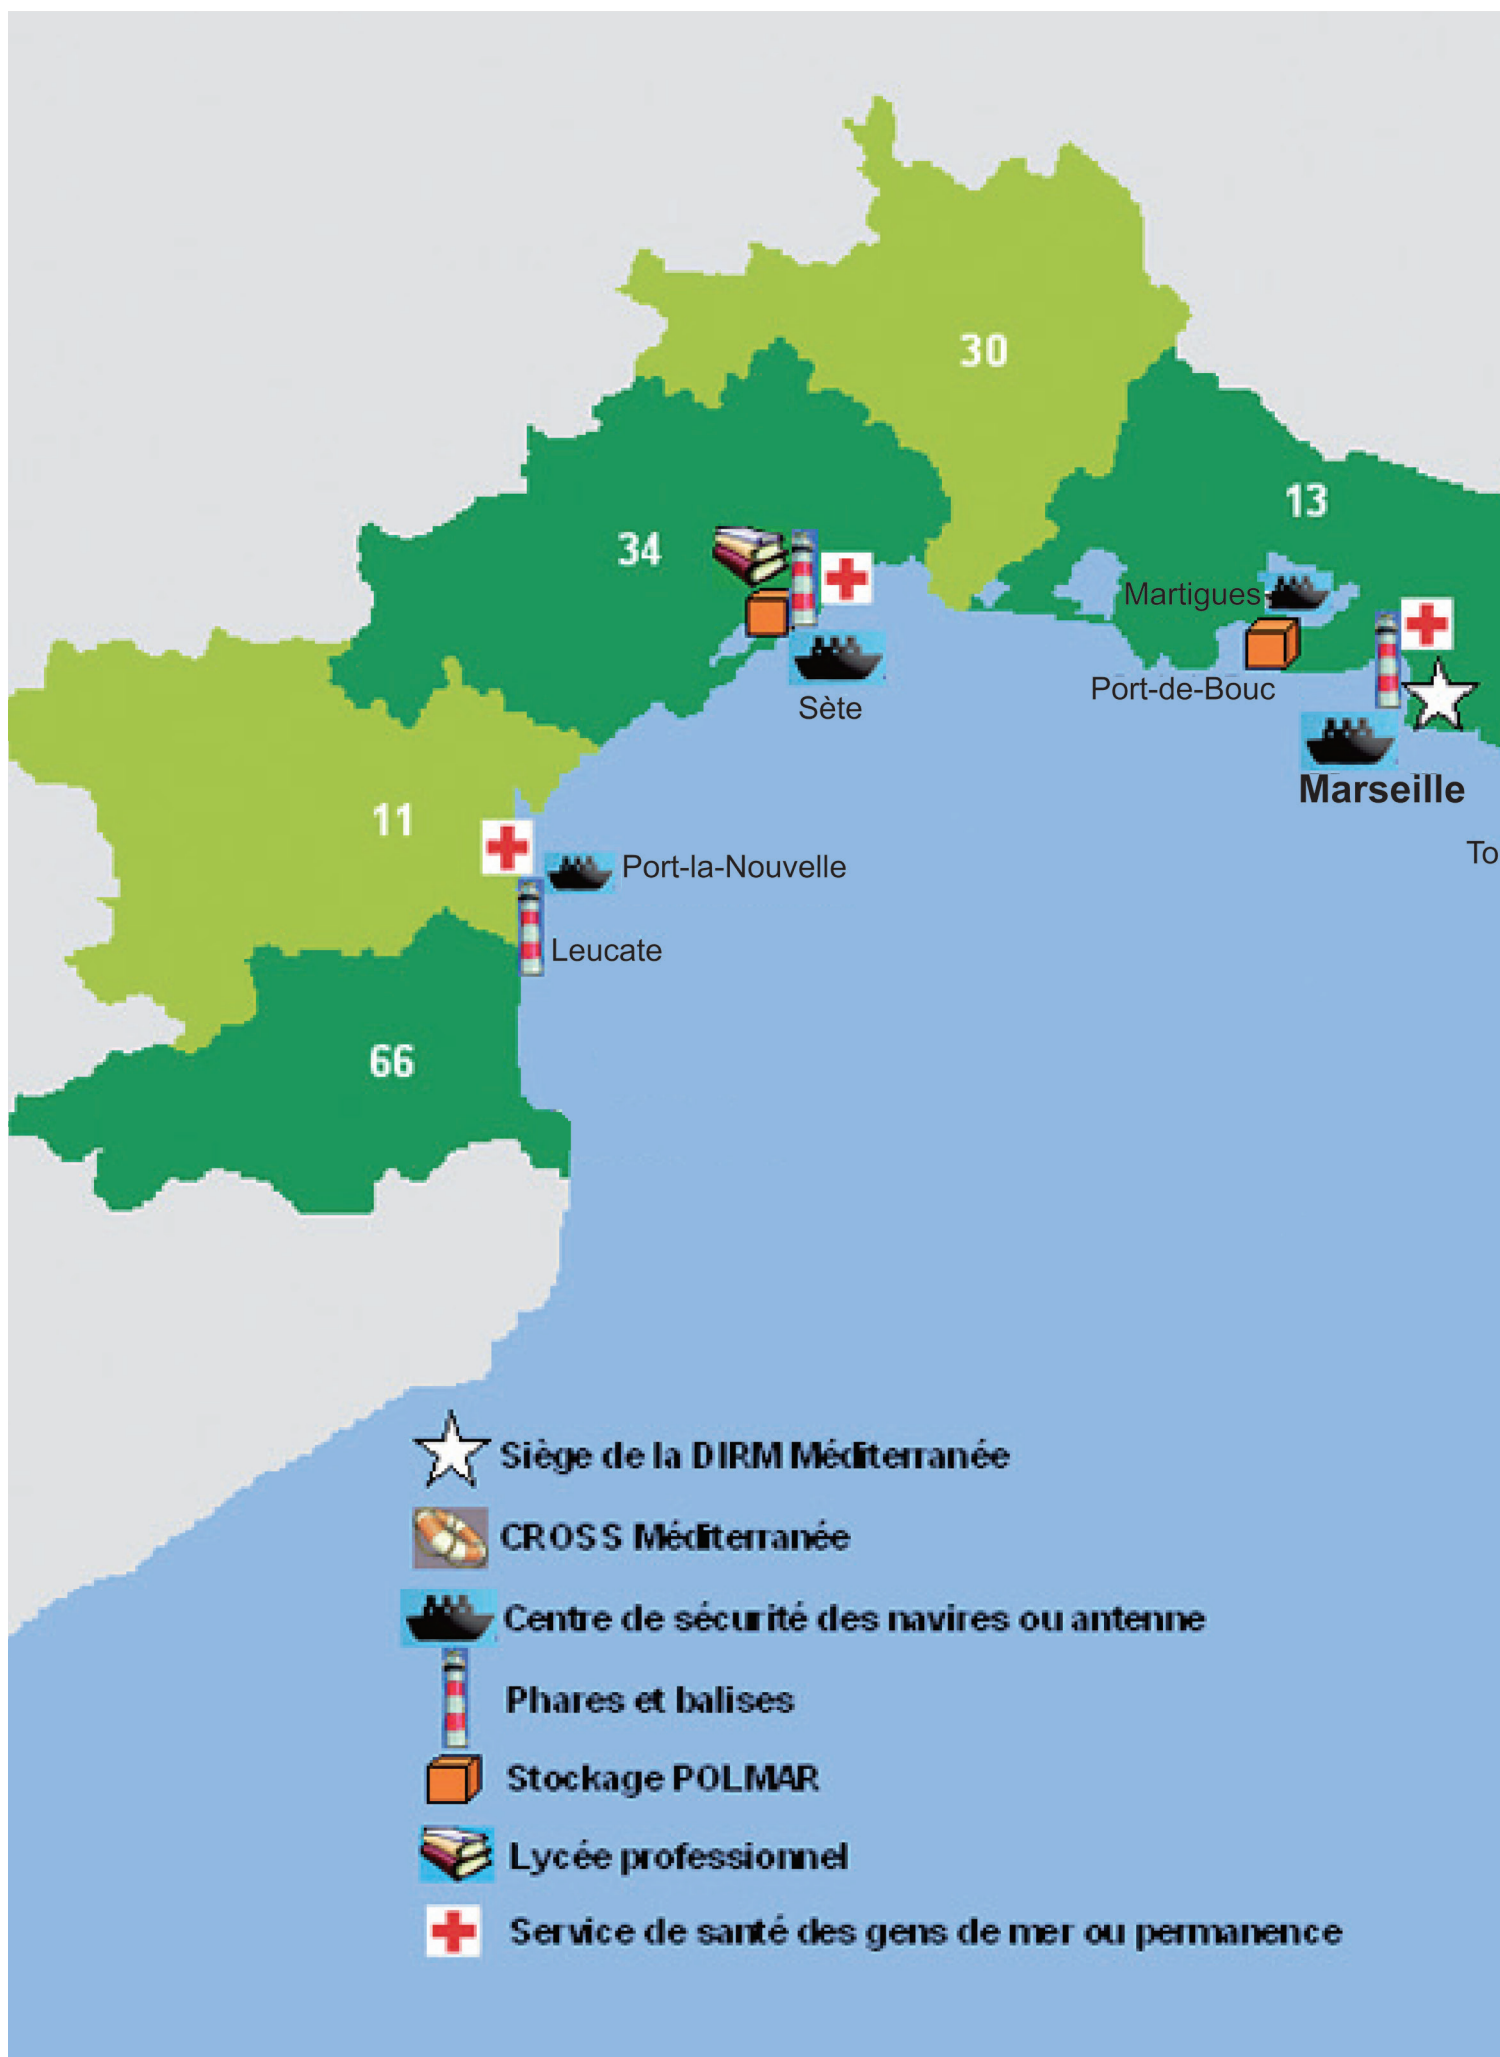 30
13
34
Martigues
Port-de-Bouc
Sète
Marseille
11
To
Port-la-Nouvelle
Leucate
66
Siège de la DIRM Méditerranée
CROSS Méditerranée
Centre de sécurité des navires ou antenne
Phares et balises
Stockage POLMAR
Lycée professionnel
Service de santé des gens de mer ou permanence